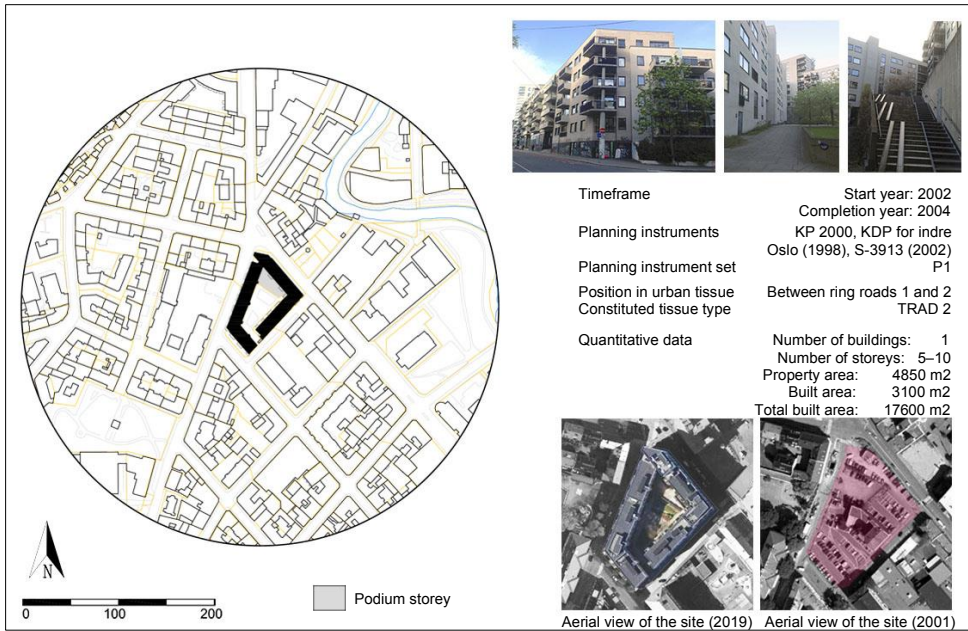 Timeframe Start year: 2002
Completion year: 2004
Planning instruments KP 2000, KDP for indre
Oslo (1998), S-3913 (2002)
Planning instrument set P1
Position in urban tissue Between ring roads 1 and 2
Constituted tissue type TRAD 2
Quantitative data Number of buildings: 1
Number of storeys: 5–10
Property area: 4850 m2
Built area: 3100 m2
Total built area: 17600 m2
N
0 100 200
Podium storey
Aerial view of the site (2019) Aerial view of the site (2001)